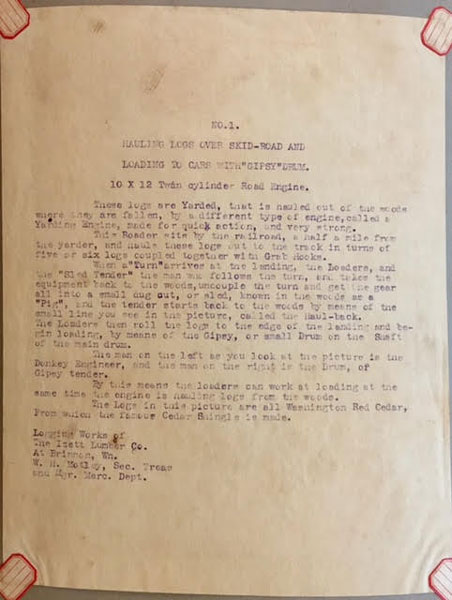 NO.1.
HAULING LOGS OVER SKID-ROAD AND
LOADING TO CARS WITH"GIPSY"DRUM.
10 X 12 Twin cylinder Road Engine.
These logs are Yarded, that is hauled out of the woods
where they are fallen, by a different type of engine,called a
Yarding Engine, made for quick action, and very strong.
This Roader sits by the railroad, a half a mile from
the yarder, and hauls these logs out to the track in turns of
five or six logs coupled together with Grab Hooks.
When a"Turn"arrives at the landing, the Loaders, and
the "Sled Tender" the man who follows the turn, and takes the
equipment back to the woods,uncouple the turn and get the gear
all into a small dug out, or sled, known in the woods as a
"Pig", and the tender starts back to the woods by means of the
small line you see in the picture, called the haul-back.
The Loaders then roll the logs to the edge of the landing and be-
gin loading, by means of the Gipsy, or small Drum on the Shaft
of the main drum.
The man on the left as you look at the picture is the
Donkey Engineer, and the man on the right is the Drum, of
Gipsy tender.
By this means the loaders can work at loading at the
same time the engine is hauling logs from the woods.
The Logs in this picture are all Washington Red Cedar,
From which the famous Cedar Shingle is made.
Logging Works of
The Izett Lumber Co.
At Brinnon, Wn.
W. H. Motley, Sec. Treas
and Mgr. Merc. Dept.